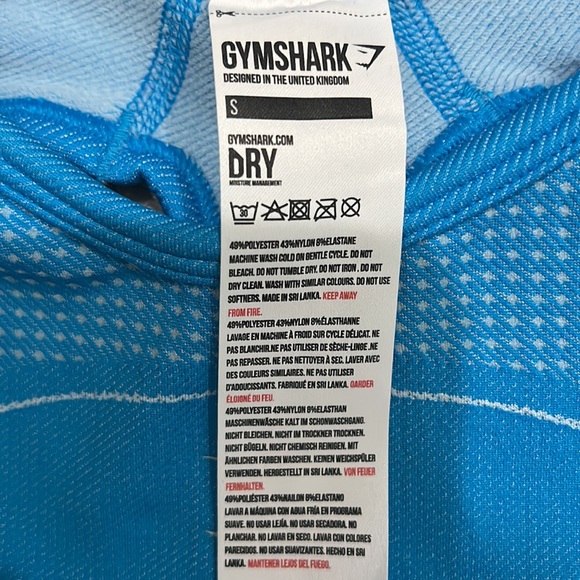 GYMSHARK
DESIGNED IN THE UNITED KINGDOM
S
GYMSHARK.COM
DRY
MOISTURE MANAGEMENT
30
49%POLYESTER 43%NYLON 8%ELASTANE
MACHINE WASH COLD ON GENTLE CYCLE. DO NOT
BLEACH. DO NOT TUMBLE DRY. DO NOT IRON . DO NOT
DRY CLEAN. WASH WITH SIMILAR COLOURS. DO NOT USE
SOFTNERS. MADE IN SRI LANKA. KEEP AWAY
FROM FIRE.
49%POLYESTER 43%NYLON 8%ÉLASTHANNE
LAVAGE EN MACHINE À FROID SUR CYCLE DÉLICAT. NE
PAS BLANCHIR.NE PAS UTILISER DE SÈCHE-LINGE .NE
PAS REPASSER. NE PAS NETTOYER À SEC. LAVER AVEC
DES COULEURS SIMILAIRES. NE PAS UTILISER
D'ADOUCISSANTS. FABRIQUÉ EN SRI LANKA. GARDER
ÉLOIGNÉ DU FEU.
49%POLYESTER 43%NYLON 8%ELASTHAN
MASCHINENWÄSCHE KALT IM SCHONWASCHGANG.
NICHT BLEICHEN. NICHT IM TROCKNER TROCKNEN.
NICHT BÜGELN. NICHT CHEMISCH REINIGEN. MIT
ÄHNLICHEN FARBEN WASCHEN. KEINEN WEICHSPÜLER
VERWENDEN. HERGESTELLT IN SRI LANKA. VON FEUER
FERNHALTEN.
49%POLIÉSTER 43%NAILON 8%ELASTANO
LAVAR A MÁQUINA CON AGUA FRÍA EN PROGRAMA
SUAVE. NO USAR LEJÍA. NO USAR SECADORA. NO
PLANCHAR. NO LAVAR EN SECO. LAVAR CON COLORES
PARECIDOS. NO USAR SUAVIZANTES. HECHO EN SRI
LANKA. MANTENER LEJOS DEL FUEGO.